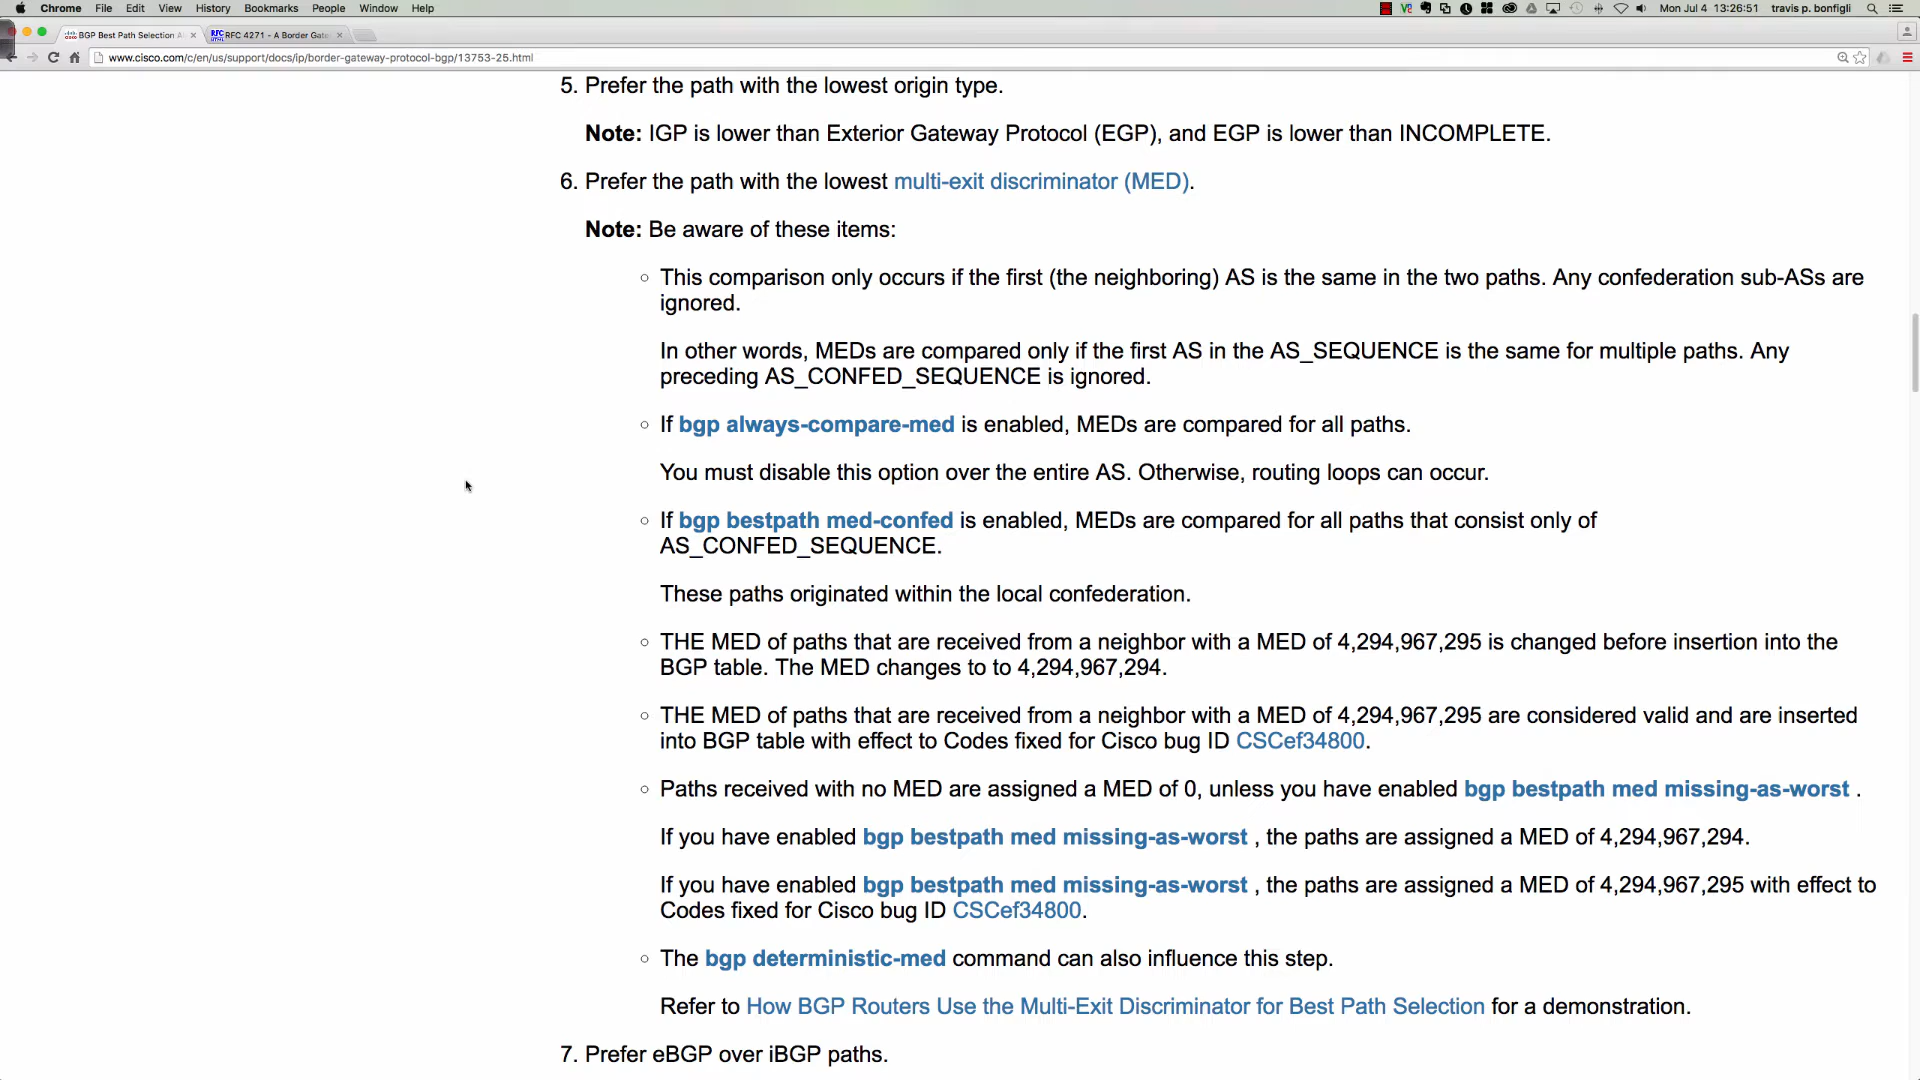 Chrome File Edit View History Bookmarks People Window Help Mon Jul 4 13:26:51 travis p. bonfigli
BGP Best Path Selection Al RFC 4271 - A Border Gate
www.cisco.com/c/en/us/support/docs/ip/border-gateway-protocol-bgp/13753-25.html
5. Prefer the path with the lowest origin type.
Note: IGP is lower than Exterior Gateway Protocol (EGP), and EGP is lower than INCOMPLETE.
6. Prefer the path with the lowest multi-exit discriminator (MED).
Note: Be aware of these items:
This comparison only occurs if the first (the neighboring) AS is the same in the two paths. Any confederation sub-ASs are
ignored.
In other words, MEDs are compared only if the first AS in the AS_SEQUENCE is the same for multiple paths. Any
preceding AS_CONFED_SEQUENCE is ignored.
If bgp always-compare-med is enabled, MEDs are compared for all paths.
You must disable this option over the entire AS. Otherwise, routing loops can occur.
If bgp bestpath med-confed is enabled, MEDs are compared for all paths that consist only of
AS_CONFED_SEQUENCE.
These paths originated within the local confederation.
THE MED of paths that are received from a neighbor with a MED of 4,294,967,295 is changed before insertion into the
BGP table. The MED changes to to 4,294,967,294.
THE MED of paths that are received from a neighbor with a MED of 4,294,967,295 are considered valid and are inserted
into BGP table with effect to Codes fixed for Cisco bug ID CSCef34800.
Paths received with no MED are assigned a MED of 0, unless you have enabled bgp bestpath med missing-as-worst .
If you have enabled bgp bestpath med missing-as-worst , the paths are assigned a MED of 4,294,967,294.
If you have enabled bgp bestpath med missing-as-worst , the paths are assigned a MED of 4,294,967,295 with effect to
Codes fixed for Cisco bug ID CSCef34800.
The bgp deterministic-med command can also influence this step.
Refer to How BGP Routers Use the Multi-Exit Discriminator for Best Path Selection for a demonstration.
7. Prefer eBGP over iBGP paths.